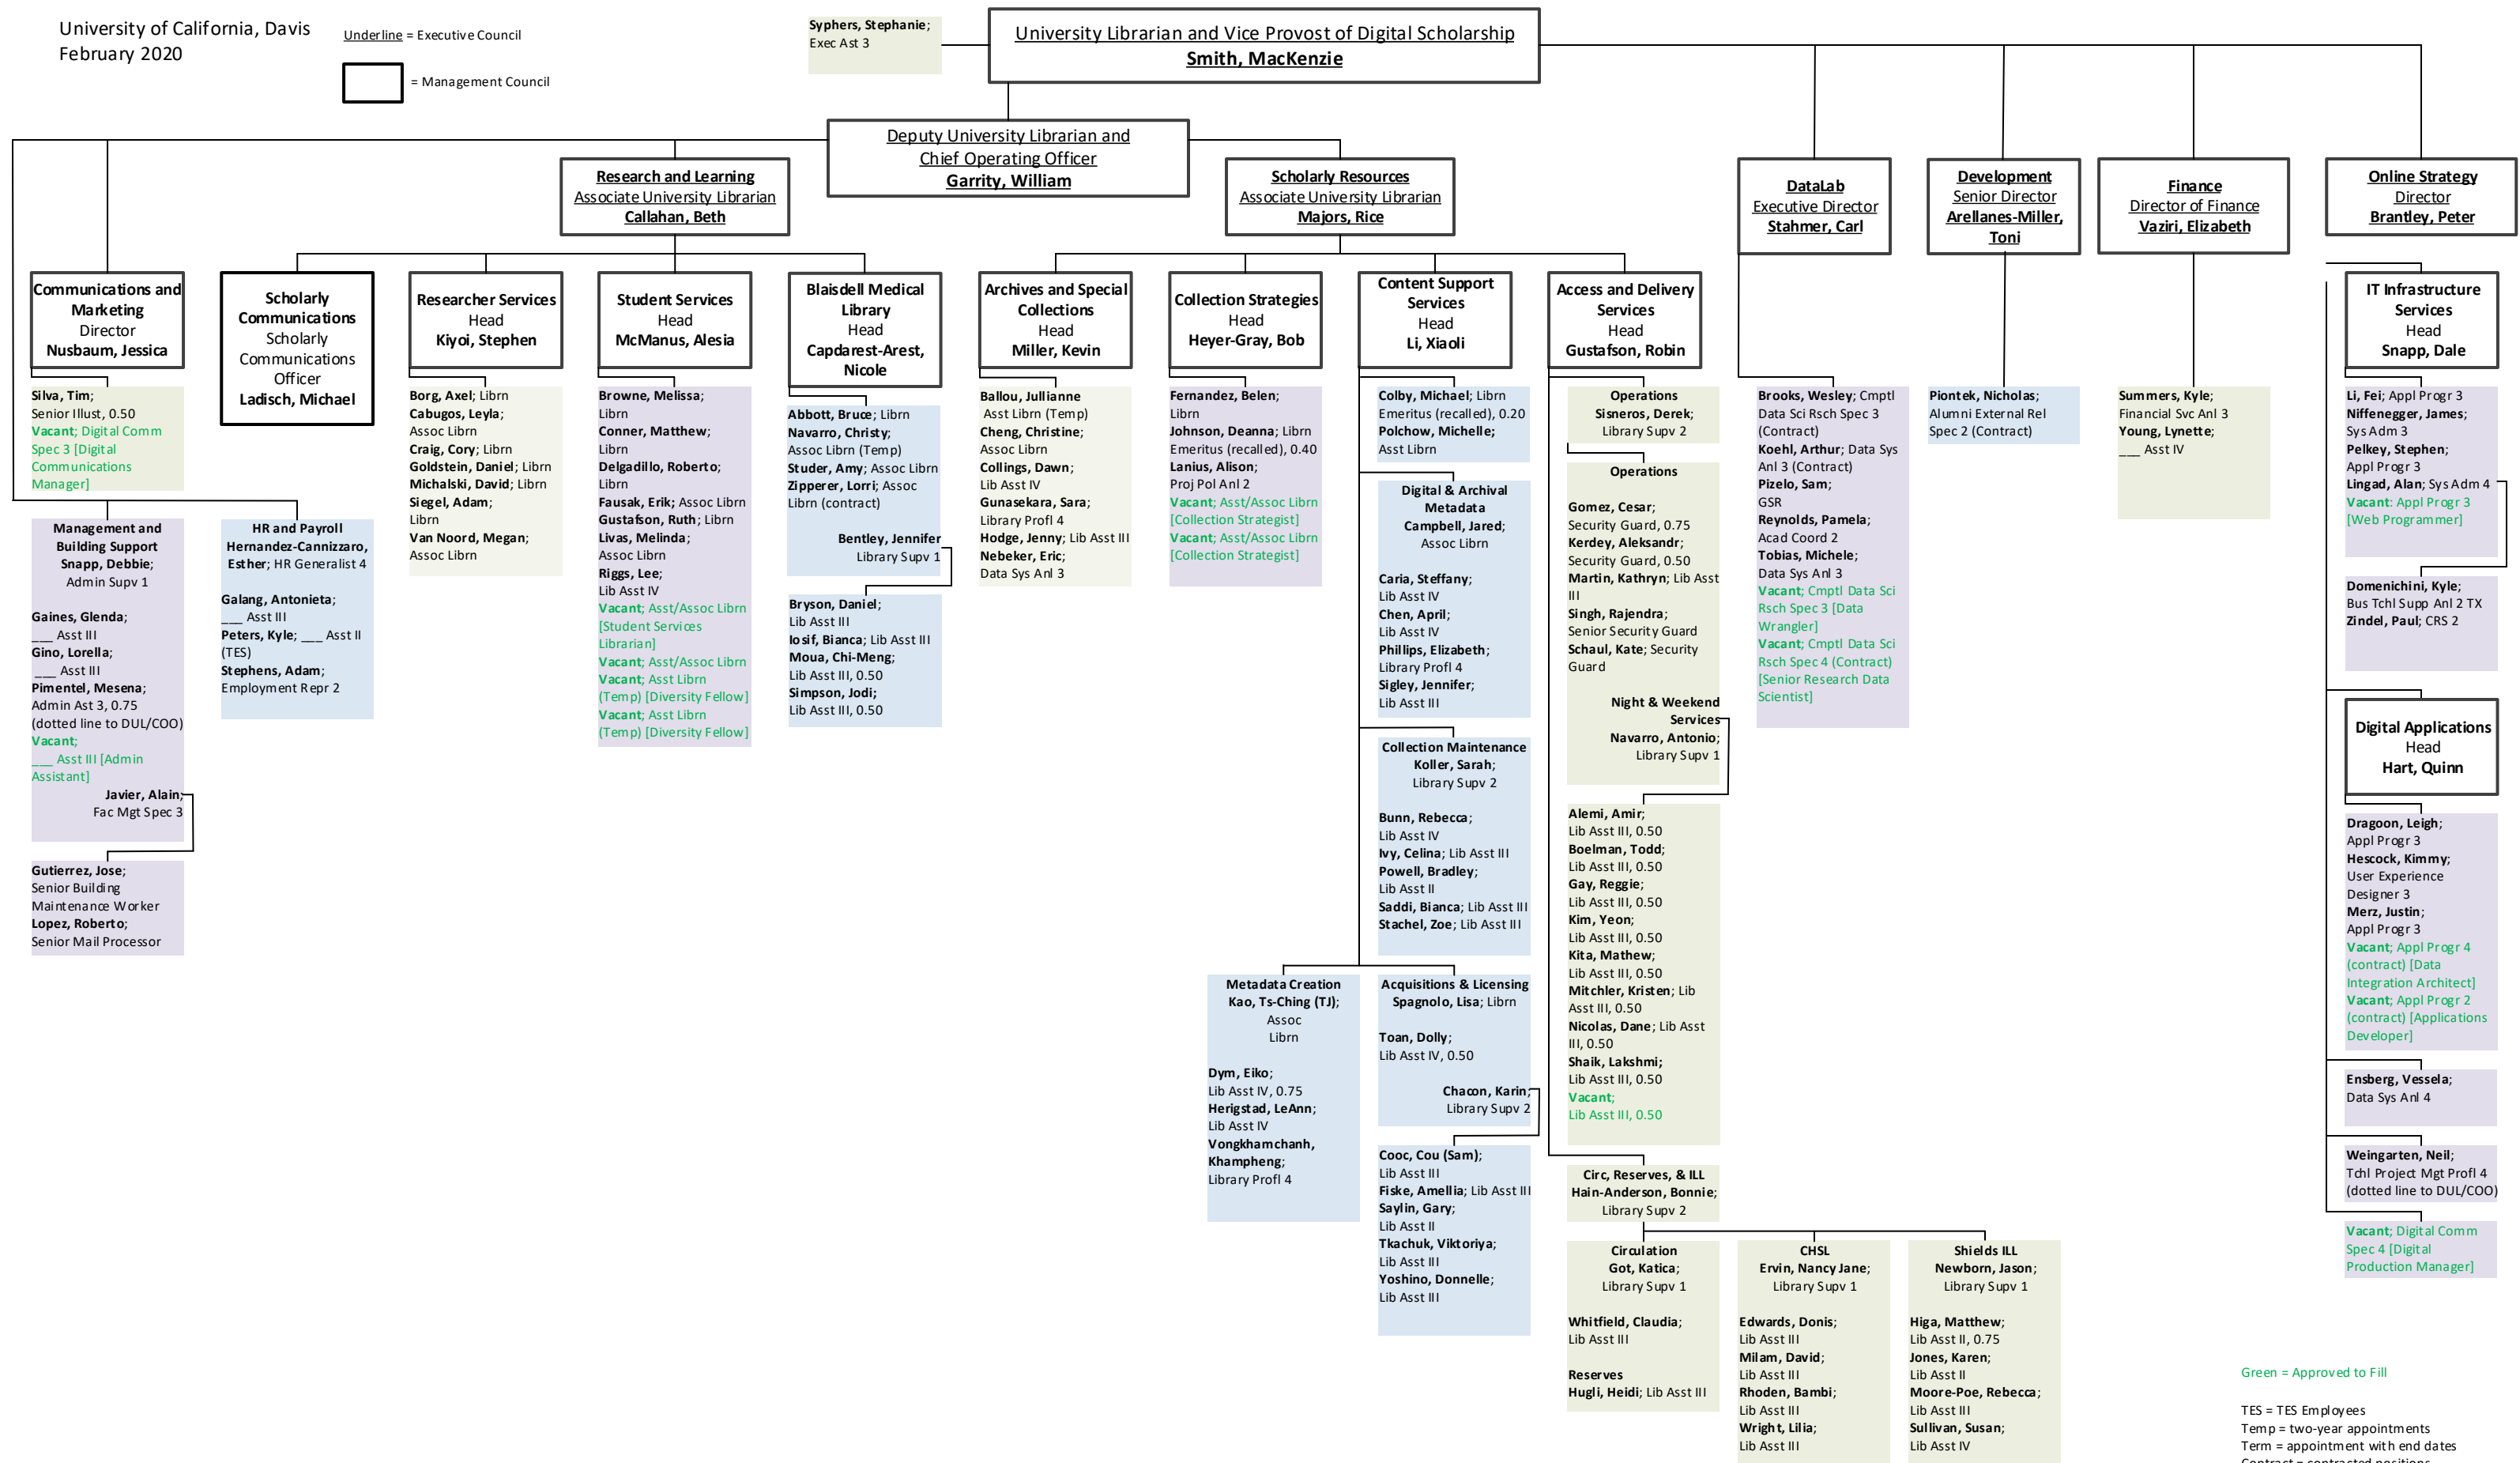 University of California, Davis
February 2020
Underline = Executive Council
= Management Council
Syphers, Stephanie;
Exec Ast 3
University Librarian and Vice Provost of Digital Scholarship
Smith, MacKenzie
Deputy University Librarian and
Chief Operating Officer
Garrity, William
Research and Learning
Associate University Librarian
Callahan, Beth
Scholarly Resources
Associate University Librarian
Majors, Rice
DataLab
Executive Director
Stahmer, Carl
Development
Senior Director
Arellanes-Miller,
Toni
Finance
Director of Finance
Vaziri, Elizabeth
Online Strategy
Director
Brantley, Peter
Communications and
Marketing
Director
Nusbaum, Jessica
Silva, Tim;
Senior Illust, 0.50
Vacant; Digital Comm
Spec 3 [Digital
Communications
Manager]
Management and
Building Support
Snapp, Debbie;
Admin Supv 1
Gaines, Glenda;
___ Asst III
Gino, Lorella;
___ Asst III
Pimentel, Mesena;
Admin Ast 3, 0.75
(dotted line to DUL/COO)
Vacant;
___ Asst III [Admin
Assistant]
Javier, Alain;
Fac Mgt Spec 3
Gutierrez, Jose;
Senior Building
Maintenance Worker
Lopez, Roberto;
Senior Mail Processor
Scholarly
Communications
Scholarly
Communications
Officer
Ladisch, Michael
HR and Payroll
Hernandez-Cannizzaro,
Esther; HR Generalist 4
Galang, Antonieta;
___ Asst III
Peters, Kyle; ___ Asst II
(TES)
Stephens, Adam;
Employment Repr 2
Researcher Services
Head
Kiyoi, Stephen
Borg, Axel; Librn
Cabugos, Leyla;
Assoc Librn
Craig, Cory; Librn
Goldstein, Daniel; Librn
Michalski, David; Librn
Siegel, Adam;
Librn
Van Noord, Megan;
Assoc Librn
Student Services
Head
McManus, Alesia
Browne, Melissa;
Librn
Conner, Matthew;
Librn
Delgadillo, Roberto;
Librn
Fausak, Erik; Assoc Librn
Gustafson, Ruth; Librn
Livas, Melinda;
Assoc Librn
Riggs, Lee;
Lib Asst IV
Vacant; Asst/Assoc Librn
[Student Services
Librarian]
Vacant; Asst/Assoc Librn
Vacant; Asst Librn
(Temp) [Diversity Fellow]
Vacant; Asst Librn
(Temp) [Diversity Fellow]
Blaisdell Medical
Library
Head
Capdarest-Arest,
Nicole
Abbott, Bruce; Librn
Navarro, Christy;
Assoc Librn (Temp)
Studer, Amy; Assoc Librn
Zipperer, Lorri; Assoc
Librn (contract)
Bentley, Jennifer
Library Supv 1
Bryson, Daniel;
Lib Asst III
Iosif, Bianca; Lib Asst III
Moua, Chi-Meng;
Lib Asst III, 0.50
Simpson, Jodi;
Lib Asst III, 0.50
Archives and Special
Collections
Head
Miller, Kevin
Ballou, Jullianne
Asst Librn (Temp)
Cheng, Christine;
Assoc Librn
Collings, Dawn;
Lib Asst IV
Gunasekara, Sara;
Library Profl 4
Hodge, Jenny; Lib Asst III
Nebeker, Eric;
Data Sys Anl 3
Collection Strategies
Head
Heyer-Gray, Bob
Fernandez, Belen;
Librn
Johnson, Deanna; Librn
Emeritus (recalled), 0.40
Lanius, Alison;
Proj Pol Anl 2
Vacant; Asst/Assoc Librn
[Collection Strategist]
Vacant; Asst/Assoc Librn
[Collection Strategist]
Content Support
Services
Head
Li, Xiaoli
Colby, Michael; Librn
Emeritus (recalled), 0.20
Polchow, Michelle;
Asst Librn
Digital & Archival
Metadata
Campbell, Jared;
Assoc Librn
Caria, Steffany;
Lib Asst IV
Chen, April;
Lib Asst IV
Phillips, Elizabeth;
Library Profl 4
Sigley, Jennifer;
Lib Asst III
Collection Maintenance
Koller, Sarah;
Library Supv 2
Bunn, Rebecca;
Lib Asst IV
Ivy, Celina; Lib Asst III
Powell, Bradley;
Lib Asst II
Saddi, Bianca; Lib Asst III
Stachel, Zoe; Lib Asst III
Metadata Creation
Kao, Ts-Ching (TJ);
Assoc
Librn
Dym, Eiko;
Lib Asst IV, 0.75
Herigstad, LeAnn;
Lib Asst IV
Vongkhamchanh,
Khampheng;
Library Profl 4
Acquisitions & Licensing
Spagnolo, Lisa; Librn
Toan, Dolly;
Lib Asst IV, 0.50
Chacon, Karin;
Library Supv 2
Cooc, Cou (Sam);
Lib Asst III
Fiske, Amellia; Lib Asst III
Saylin, Gary;
Lib Asst II
Tkachuk, Viktoriya;
Lib Asst III
Yoshino, Donnelle;
Lib Asst III
Access and Delivery
Services
Head
Gustafson, Robin
Operations
Sisneros, Derek;
Library Supv 2
Operations
Gomez, Cesar;
Security Guard, 0.75
Kerdey, Aleksandr;
Security Guard, 0.50
Martin, Kathryn; Lib Asst
III
Singh, Rajendra;
Senior Security Guard
Schaul, Kate; Security
Guard
Night & Weekend
Services
Navarro, Antonio;
Library Supv 1
Alemi, Amir;
Lib Asst III, 0.50
Boelman, Todd;
Lib Asst III, 0.50
Gay, Reggie;
Lib Asst III, 0.50
Kim, Yeon;
Lib Asst III, 0.50
Kita, Mathew;
Lib Asst III, 0.50
Mitchler, Kristen; Lib
Asst III, 0.50
Nicolas, Dane; Lib Asst
III, 0.50
Shaik, Lakshmi;
Lib Asst III, 0.50
Vacant;
Lib Asst III, 0.50
Circ, Reserves, & ILL
Hain-Anderson, Bonnie;
Library Supv 2
Circulation
Got, Katica;
Library Supv 1
Whitfield, Claudia;
Lib Asst III
Reserves
Hugli, Heidi; Lib Asst III
CHSL
Ervin, Nancy Jane;
Library Supv 1
Edwards, Donis;
Lib Asst III
Milam, David;
Lib Asst III
Rhoden, Bambi;
Lib Asst III
Wright, Lilia;
Lib Asst III
Shields ILL
Newborn, Jason;
Library Supv 1
Higa, Matthew;
Lib Asst II, 0.75
Jones, Karen;
Lib Asst II
Moore-Poe, Rebecca;
Lib Asst III
Sullivan, Susan;
Lib Asst IV
Brooks, Wesley; Cmptl
Data Sci Rsch Spec 3
(Contract)
Koehl, Arthur; Data Sys
Anl 3 (Contract)
Pizelo, Sam;
GSR
Reynolds, Pamela;
Acad Coord 2
Tobias, Michele;
Data Sys Anl 3
Vacant; Cmptl Data Sci
Rsch Spec 3 [Data
Wrangler]
Vacant; Cmptl Data Sci
Rsch Spec 4 (Contract)
[Senior Research Data
Scientist]
Piontek, Nicholas;
Alumni External Rel
Spec 2 (Contract)
Summers, Kyle;
Financial Svc Anl 3
Young, Lynette;
___ Asst IV
IT Infrastructure
Services
Head
Snapp, Dale
Li, Fei; Appl Progr 3
Niffenegger, James;
Sys Adm 3
Pelkey, Stephen;
Appl Progr 3
Lingad, Alan; Sys Adm 4
Vacant: Appl Progr 3
[Web Programmer]
Domenichini, Kyle;
Bus Tchl Supp Anl 2 TX
Zindel, Paul; CRS 2
Digital Applications
Head
Hart, Quinn
Dragoon, Leigh;
Appl Progr 3
Hescock, Kimmy;
User Experience
Designer 3
Merz, Justin;
Appl Progr 3
Vacant; Appl Progr 4
(contract) [Data
Integration Architect]
Vacant; Appl Progr 2
(contract) [Applications
Developer]
Ensberg, Vessela;
Data Sys Anl 4
Weingarten, Neil;
Tchl Project Mgt Profl 4
(dotted line to DUL/COO)
Vacant; Digital Comm
Spec 4 [Digital
Production Manager]
Green = Approved to Fill
TES = TES Employees
Temp = two-year appointments
Term = appointment with end dates
Contract = contracted positions